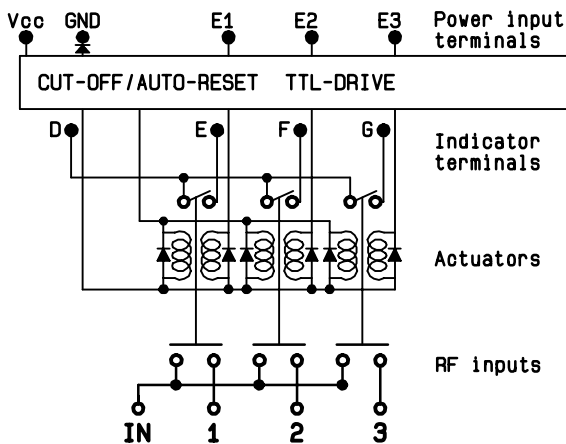 Vcc GND E1 E2 E3 Power input
terminals
CUT-OFF/AUTO-RESET TTL-DRIVE
D E F G Indicator
terminals
Actuators
RF inputs
IN 1 2 3